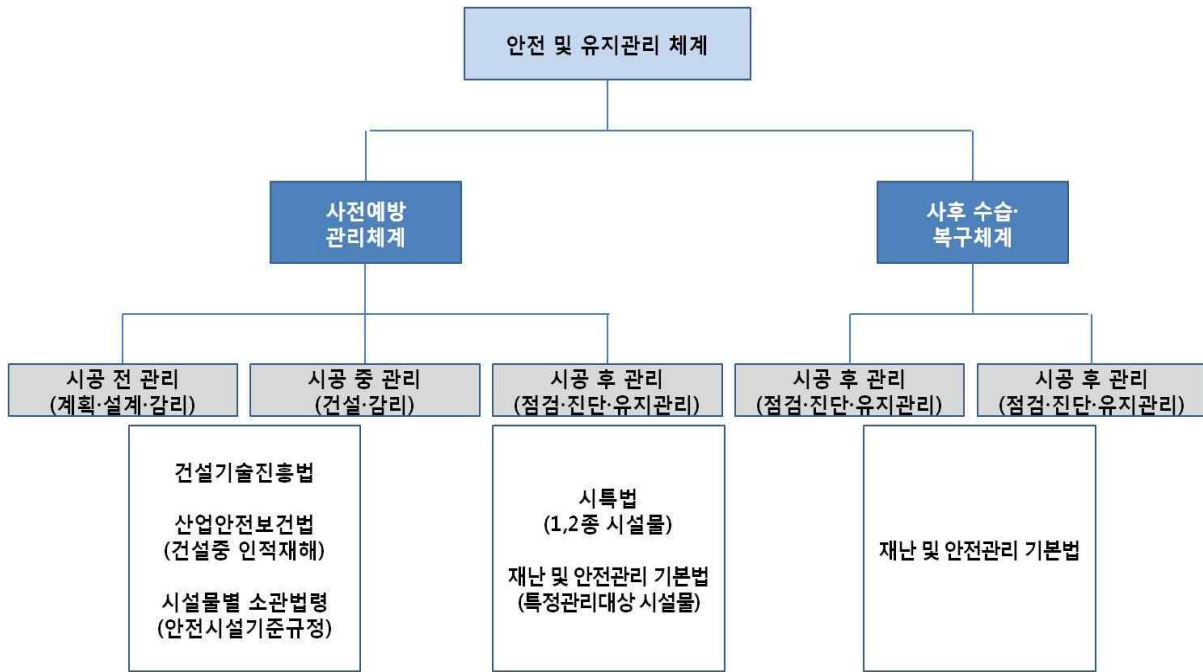 안전 및 유지관리 체계
사전예방
관리체계
사후 수습·
복구체계
시공 전 관리
(계획·설계·감리)
시공 중 관리
(건설·감리)
시공 후 관리
(점검·진단·유지관리)
시공 후 관리
(점검·진단·유지관리)
시공 후 관리
(점검·진단·유지관리)
건설기술진흥법
산업안전보건법
(건설중 인적재해)
시설물별 소관법령
(안전시설기준규정)
시특법
(1,2종 시설물)
재난 및 안전관리 기본법
(특정관리대상 시설물)
재난 및 안전관리 기본법